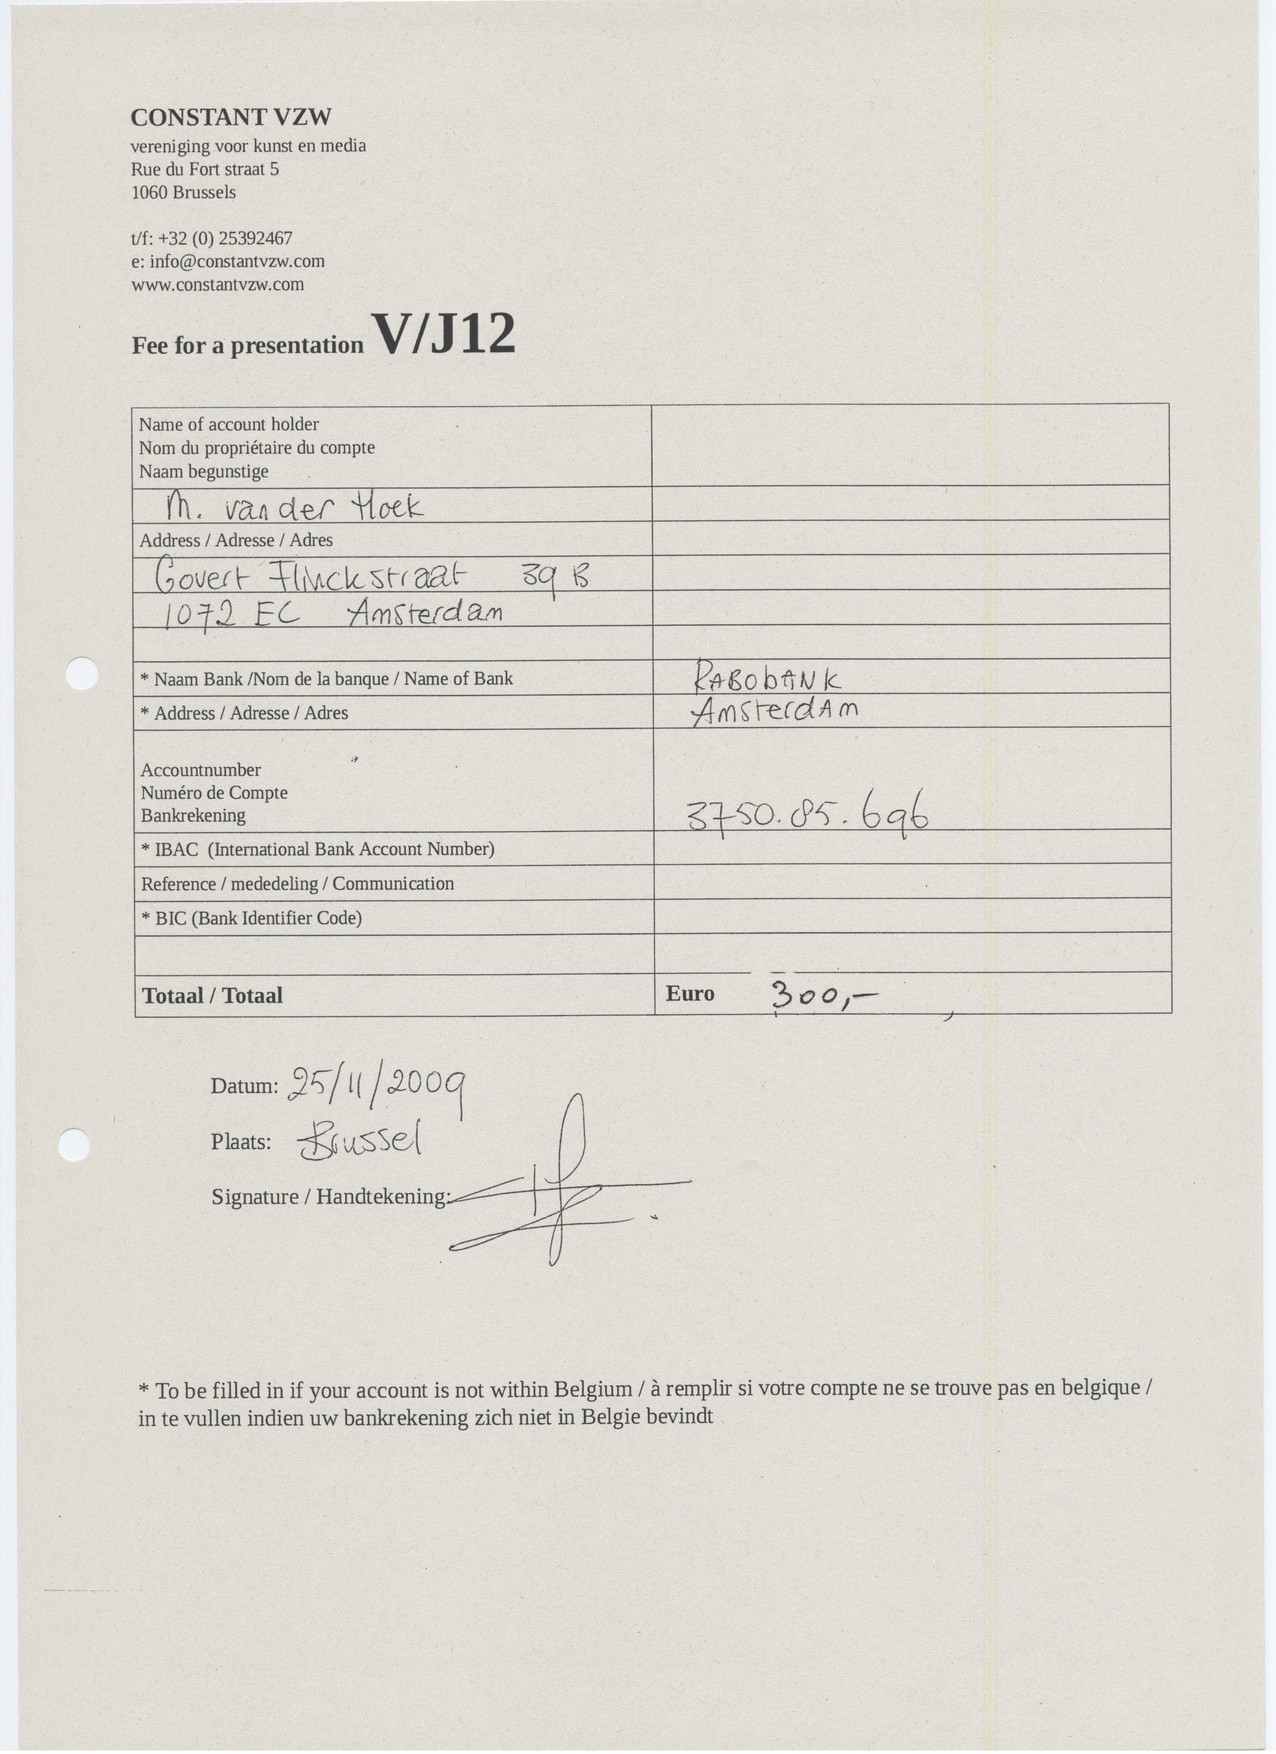 CONSTANT VZW
vereniging voor kunst en media
Rue du Fort straat 5
1060 Brussels
t/f: +32 (0) 25392467
e: info@constantvzw.com
www.constantvzw.com
Fee for a presentation V/J12
Name of account holder
Nom du propriétaire du compte
Naam begunstige
M. van der Hoek
Address / Adresse / Adres
Govert Flinckstraat 39 B
1072 EC Amsterdam
* Naam Bank /Nom de la banque / Name of Bank RABobANK
* Address / Adresse / Adres AmsterdAm
Accountnumber
Numéro de Compte
Bankrekening 3750.85.696
* IBAC (International Bank Account Number)
Reference / mededeling / Communication
* BIC (Bank Identifier Code)
Totaal / Totaal Euro 300,-
Datum: 25/11/2009
Plaats: Brussel
Signature / Handtekening:
* To be filled in if your account is not within Belgium / à remplir si votre compte ne se trouve pas en belgique /
in te vullen indien uw bankrekening zich niet in Belgie bevindt